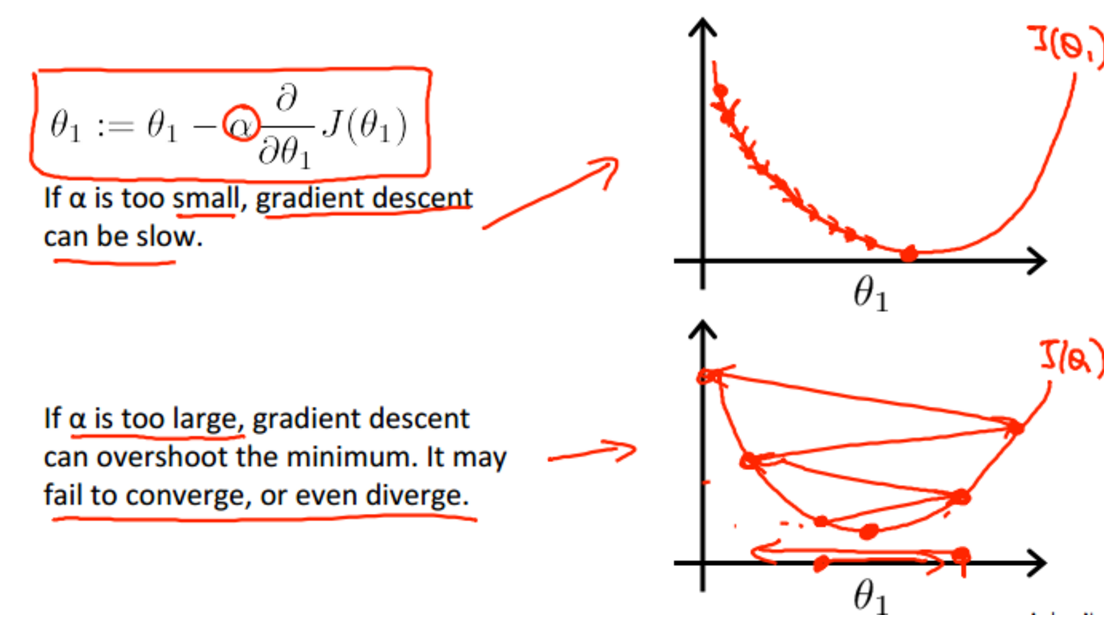 J(θ₁)
θ₁ := θ₁ − α ∂/∂θ₁ J(θ₁)
If α is too small, gradient descent
can be slow.
θ₁
J(θ₁)
If α is too large, gradient descent
can overshoot the minimum. It may
fail to converge, or even diverge.
θ₁